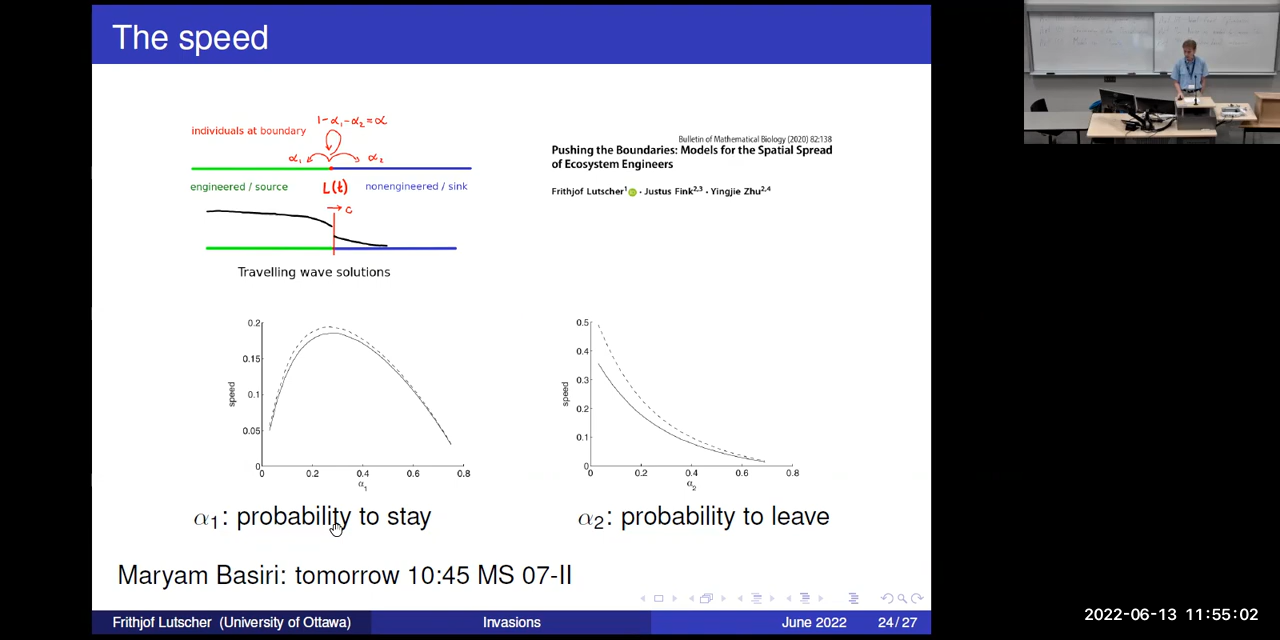 The speed
1-α₁-α₂=α
individuals at boundary
α₁
α₂
engineered / source
L(t)
nonengineered / sink
→ c
Travelling wave solutions
Bulletin of Mathematical Biology (2020) 82:138
Pushing the Boundaries: Models for the Spatial Spread
of Ecosystem Engineers
Frithjof Lutscher¹ · Justus Fink²,³ · Yingjie Zhu²,⁴
0.2
0.15
0.1
0.05
0
speed
0 0.2 0.4 0.6 0.8
α₁
0.5
0.4
0.3
0.2
0.1
0
speed
0 0.2 0.4 0.6 0.8
α₂
α₁: probability to stay
α₂: probability to leave
Maryam Basiri: tomorrow 10:45 MS 07-II
Frithjof Lutscher (University of Ottawa)
Invasions
June 2022
24/27
2022-06-13 11:55:02